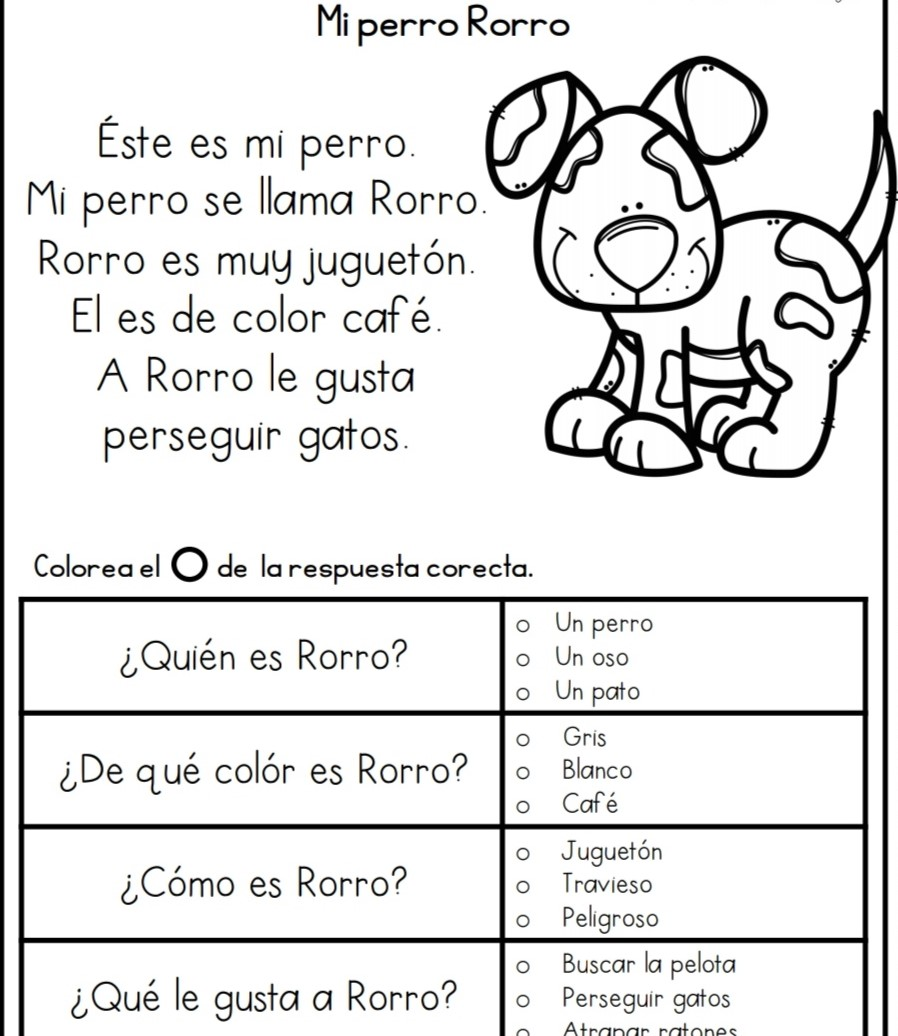 Mi perro Rorro
Éste es mi perro.
Mi perro se llama Rorro.
Rorro es muy juguetón.
El es de color café.
A Rorro le gusta
perseguir gatos.
Colorea el O de la respuesta corecta.
¿Quién es Rorro?
o Un perro
o Un oso
o Un pato
¿De qué colór es Rorro?
o Gris
o Blanco
o Café
¿Cómo es Rorro?
o Juguetón
o Travieso
o Peligroso
¿Qué le gusta a Rorro?
o Buscar la pelota
o Perseguir gatos
o Atrapar ratones